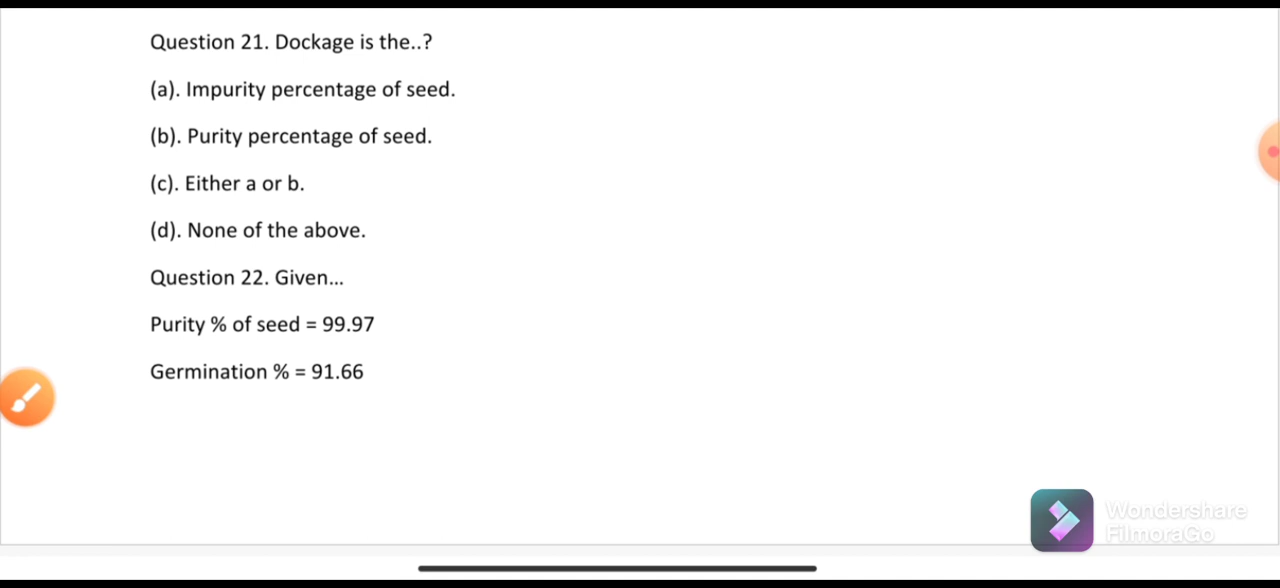 Question 21. Dockage is the..?
(a). Impurity percentage of seed.
(b). Purity percentage of seed.
(c). Either a or b.
(d). None of the above.
Question 22. Given...
Purity % of seed = 99.97
Germination % = 91.66
Wondershare
FilmoraGo